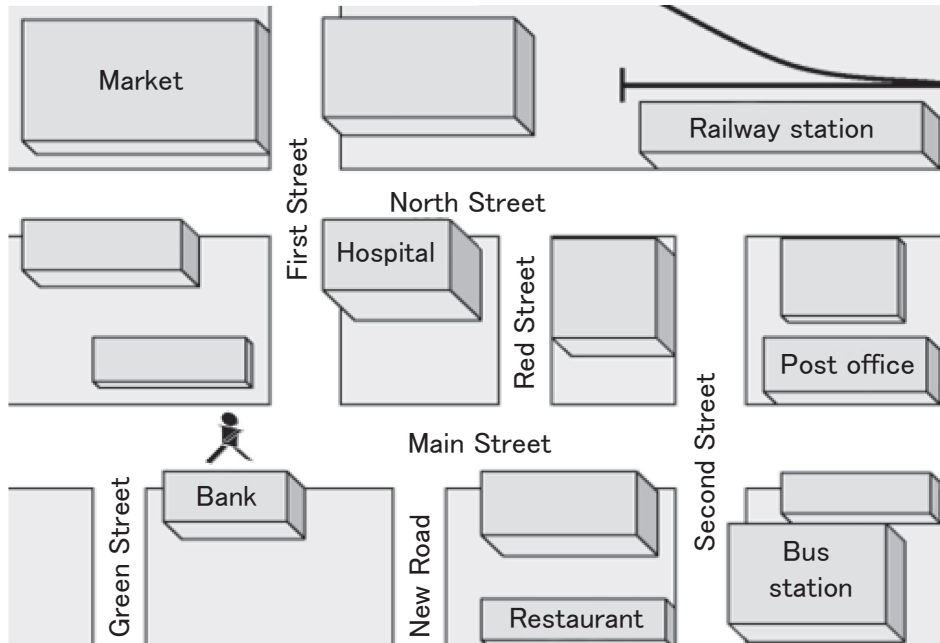 Market
Railway station
First Street
North Street
Hospital
Red Street
Post office
Main Street
Second Street
Bank
Green Street
New Road
Bus
station
Restaurant